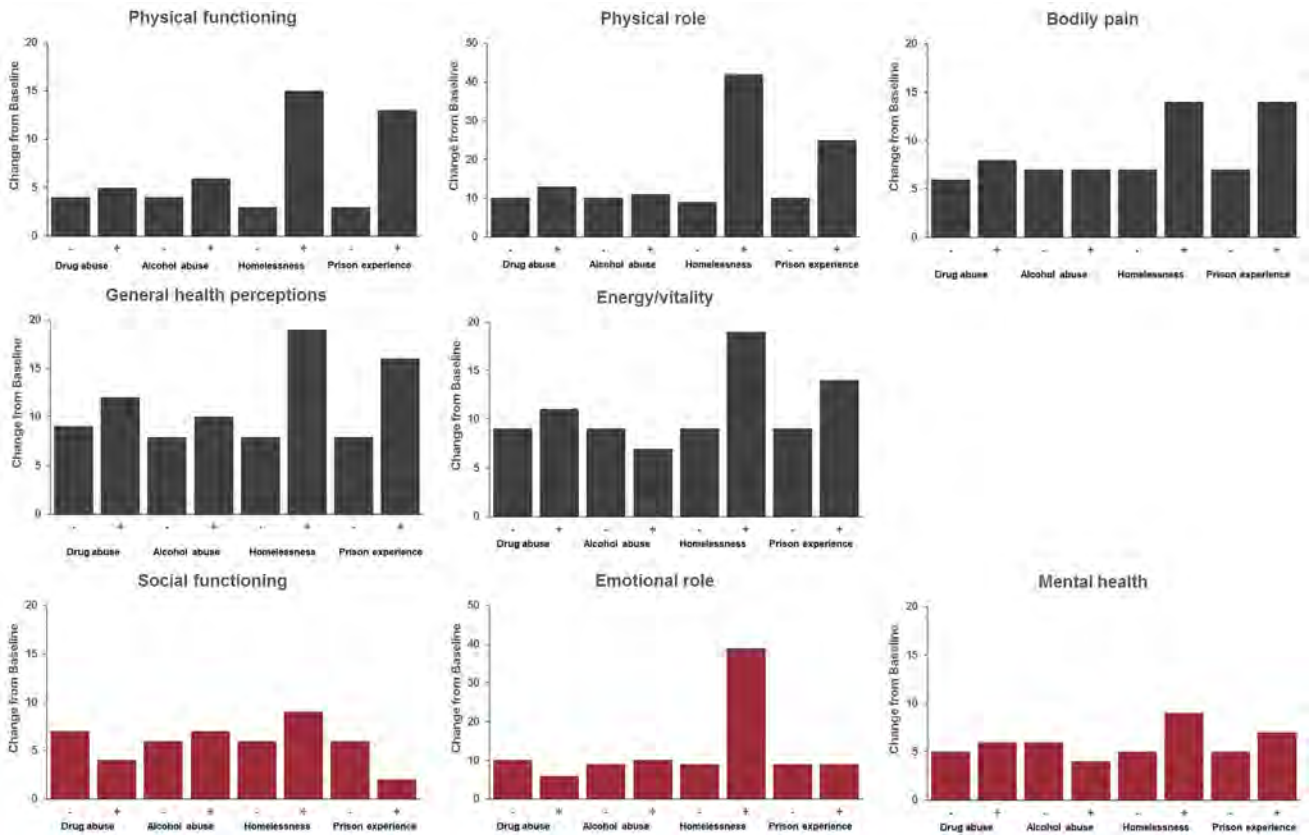 Physical functioning
Change from Baseline
20
15
10
5
0
- + - + - + - +
Drug abuse Alcohol abuse Homelessness Prison experience
Physical role
Change from Baseline
50
40
30
20
10
0
- + - + - + - +
Drug abuse Alcohol abuse Homelessness Prison experience
Bodily pain
Change from Baseline
20
15
10
5
0
- + - + - + - +
Drug abuse Alcohol abuse Homelessness Prison experience
General health perceptions
Change from Baseline
20
15
10
5
0
- + - + - + - +
Drug abuse Alcohol abuse Homelessness Prison experience
Energy/vitality
Change from Baseline
20
15
10
5
0
- + - + - + - +
Drug abuse Alcohol abuse Homelessness Prison experience
Social functioning
Change from Baseline
20
15
10
5
0
- + - + - + - +
Drug abuse Alcohol abuse Homelessness Prison experience
Emotional role
Change from Baseline
50
40
30
20
10
0
- + - + - + - +
Drug abuse Alcohol abuse Homelessness Prison experience
Mental health
Change from Baseline
20
15
10
5
0
- + - + - + - +
Drug abuse Alcohol abuse Homelessness Prison experience